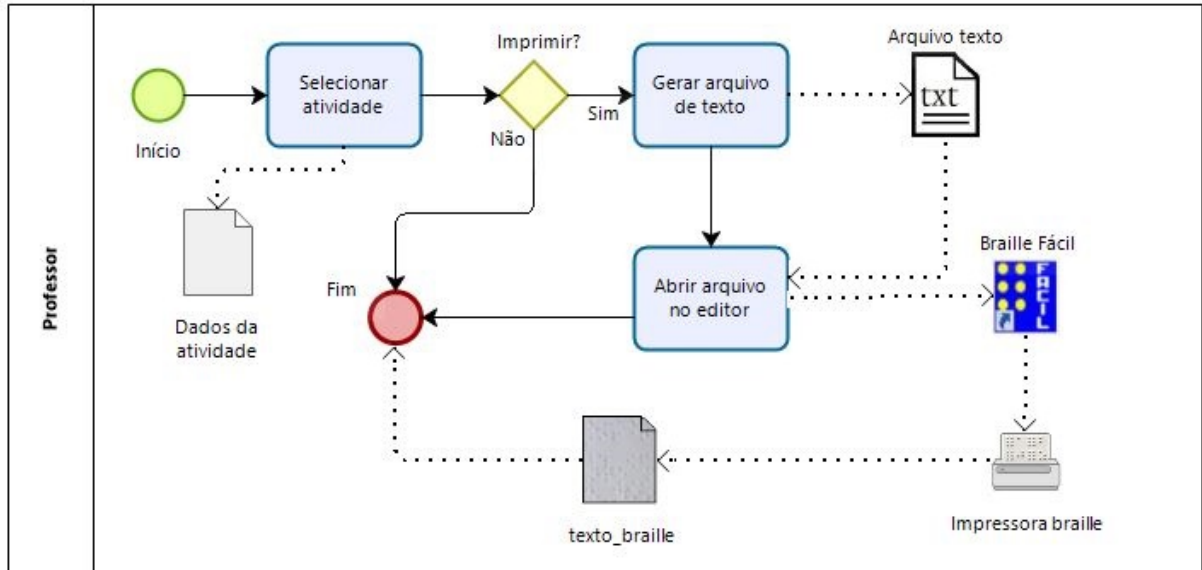 Professor
Início
Selecionar
atividade
Dados da
atividade
Imprimir?
Sim
Não
Gerar arquivo
de texto
Arquivo texto
txt
Abrir arquivo
no editor
Braille Fácil
FACIL
Impressora braille
texto_braille
Fim